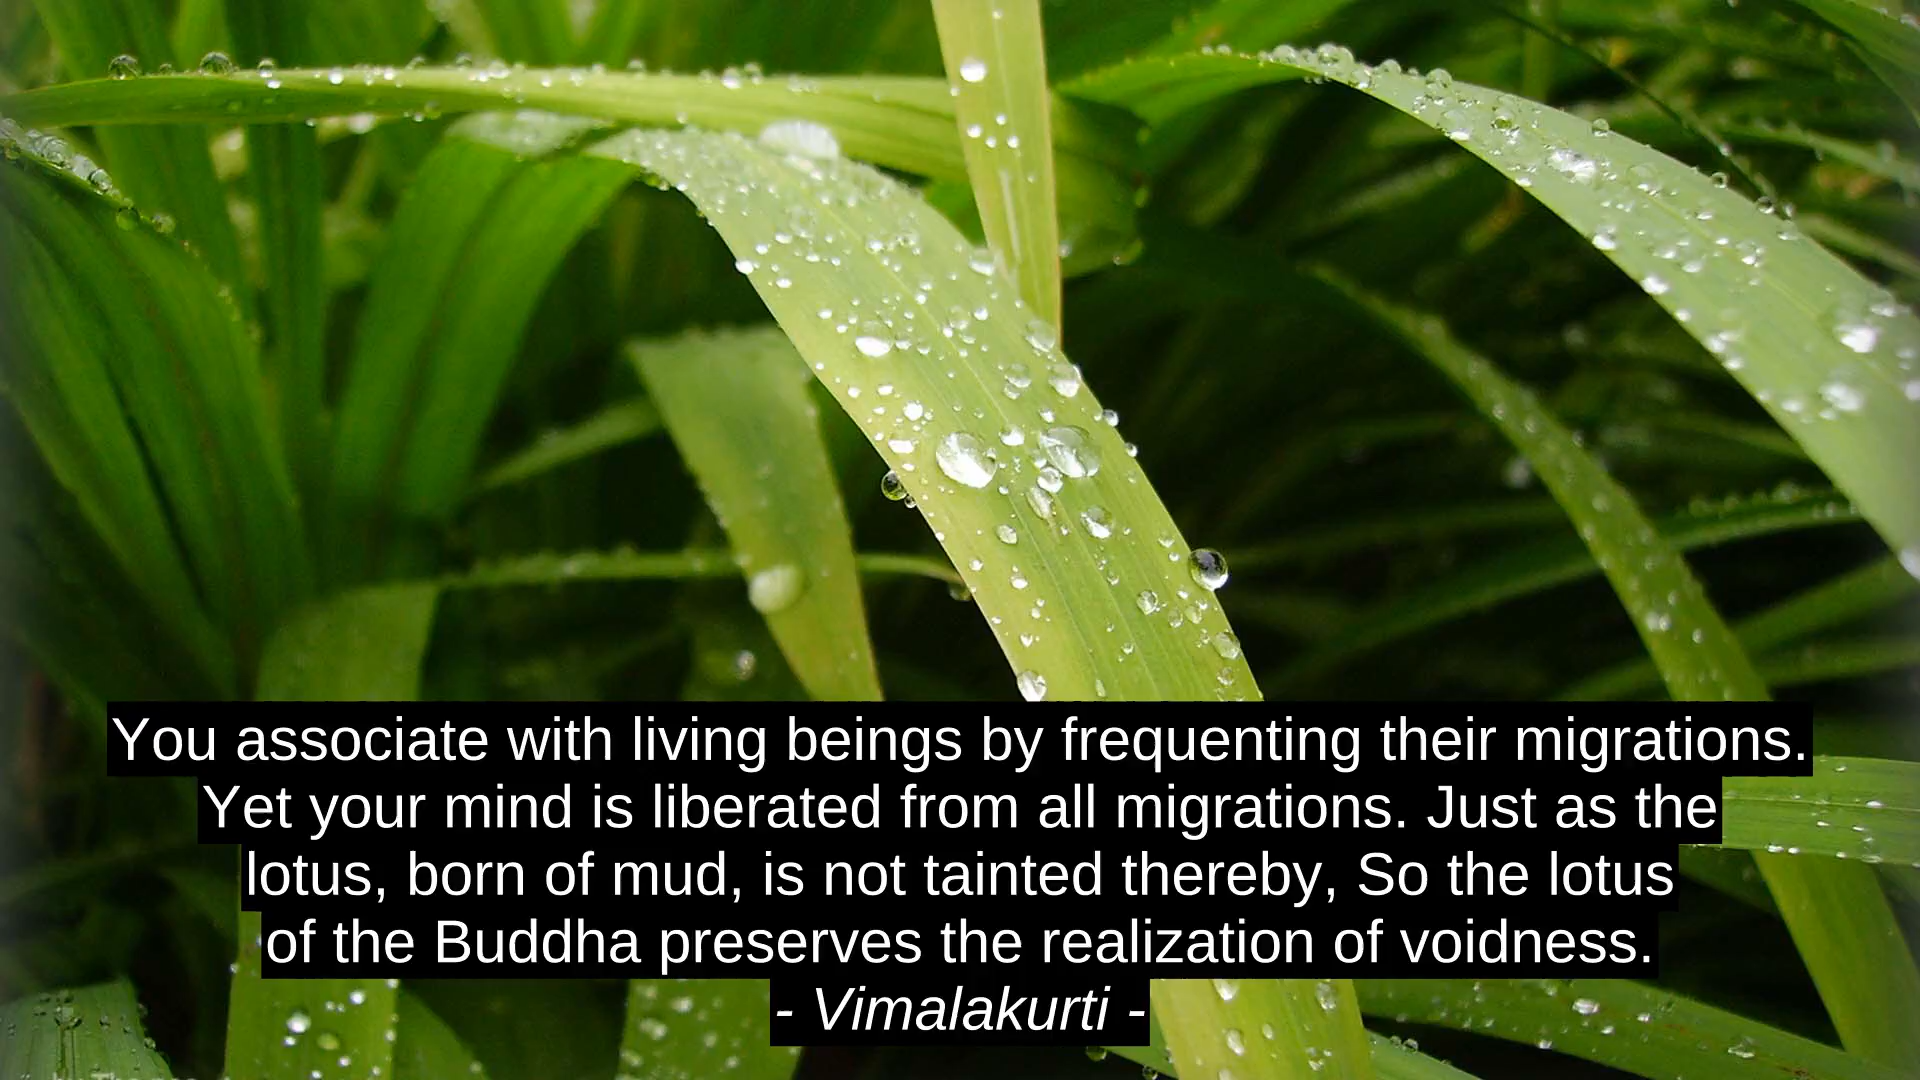 You associate with living beings by frequenting their migrations.
Yet your mind is liberated from all migrations. Just as the
lotus, born of mud, is not tainted thereby, So the lotus
of the Buddha preserves the realization of voidness.
- Vimalakurti -